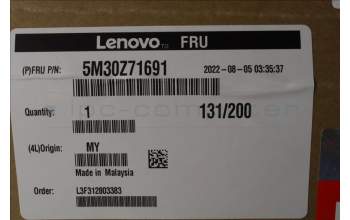 Lenovo™ FRU
(P)FRU P/N: 5M30Z71691 2022-08-05 03:35:37
Quantity: 1 131/200
(4L)Origin: MY
Made in Malaysia
Order: L3F312803383